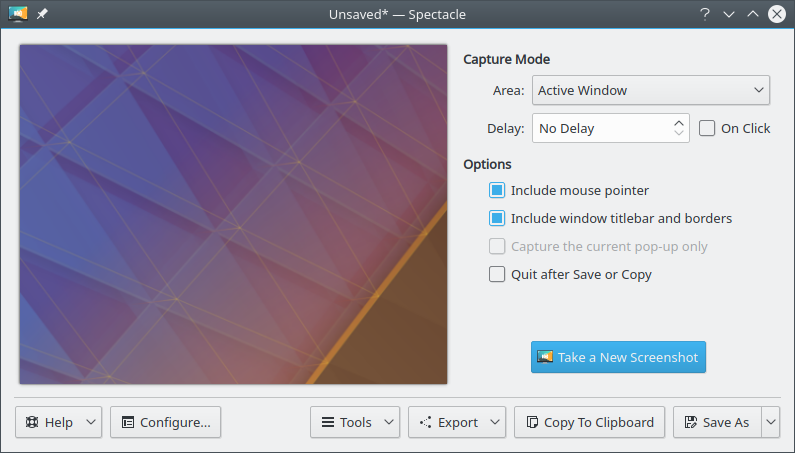 Unsaved* — Spectacle
Capture Mode
Area: Active Window
Delay: No Delay On Click
Options
Include mouse pointer
Include window titlebar and borders
Capture the current pop-up only
Quit after Save or Copy
Take a New Screenshot
Help Configure... Tools Export Copy To Clipboard Save As